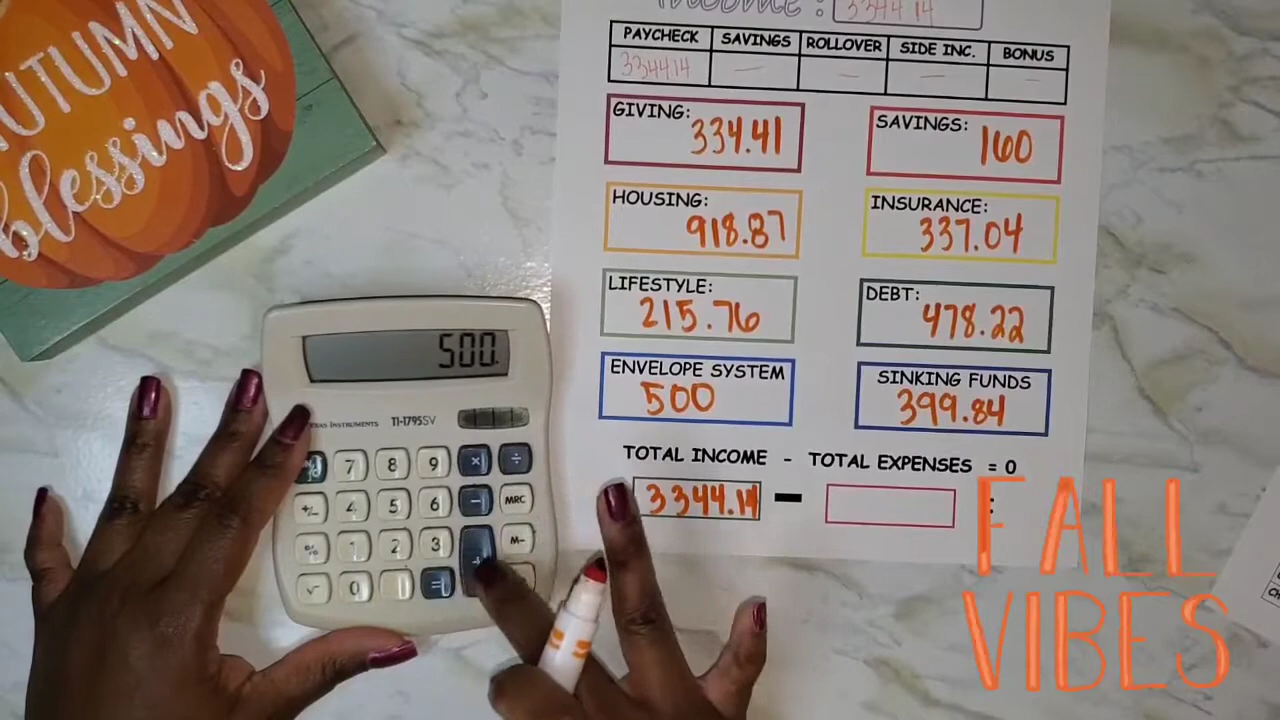 AUTUMN
blessings
Income: 3344.14
PAYCHECK SAVINGS ROLLOVER SIDE INC. BONUS
3344.14 — — — —
GIVING: 334.41
SAVINGS: 160
HOUSING: 918.87
INSURANCE: 337.04
LIFESTYLE: 215.76
DEBT: 478.22
ENVELOPE SYSTEM 500
SINKING FUNDS 399.84
TOTAL INCOME - TOTAL EXPENSES = 0
3344.14 -
500.
TEXAS INSTRUMENTS TI-1795SV
7 8 9 × ÷
+/- 4 5 6 - MRC
% 1 2 3 + M-
√ 0 =
FALL
VIBES